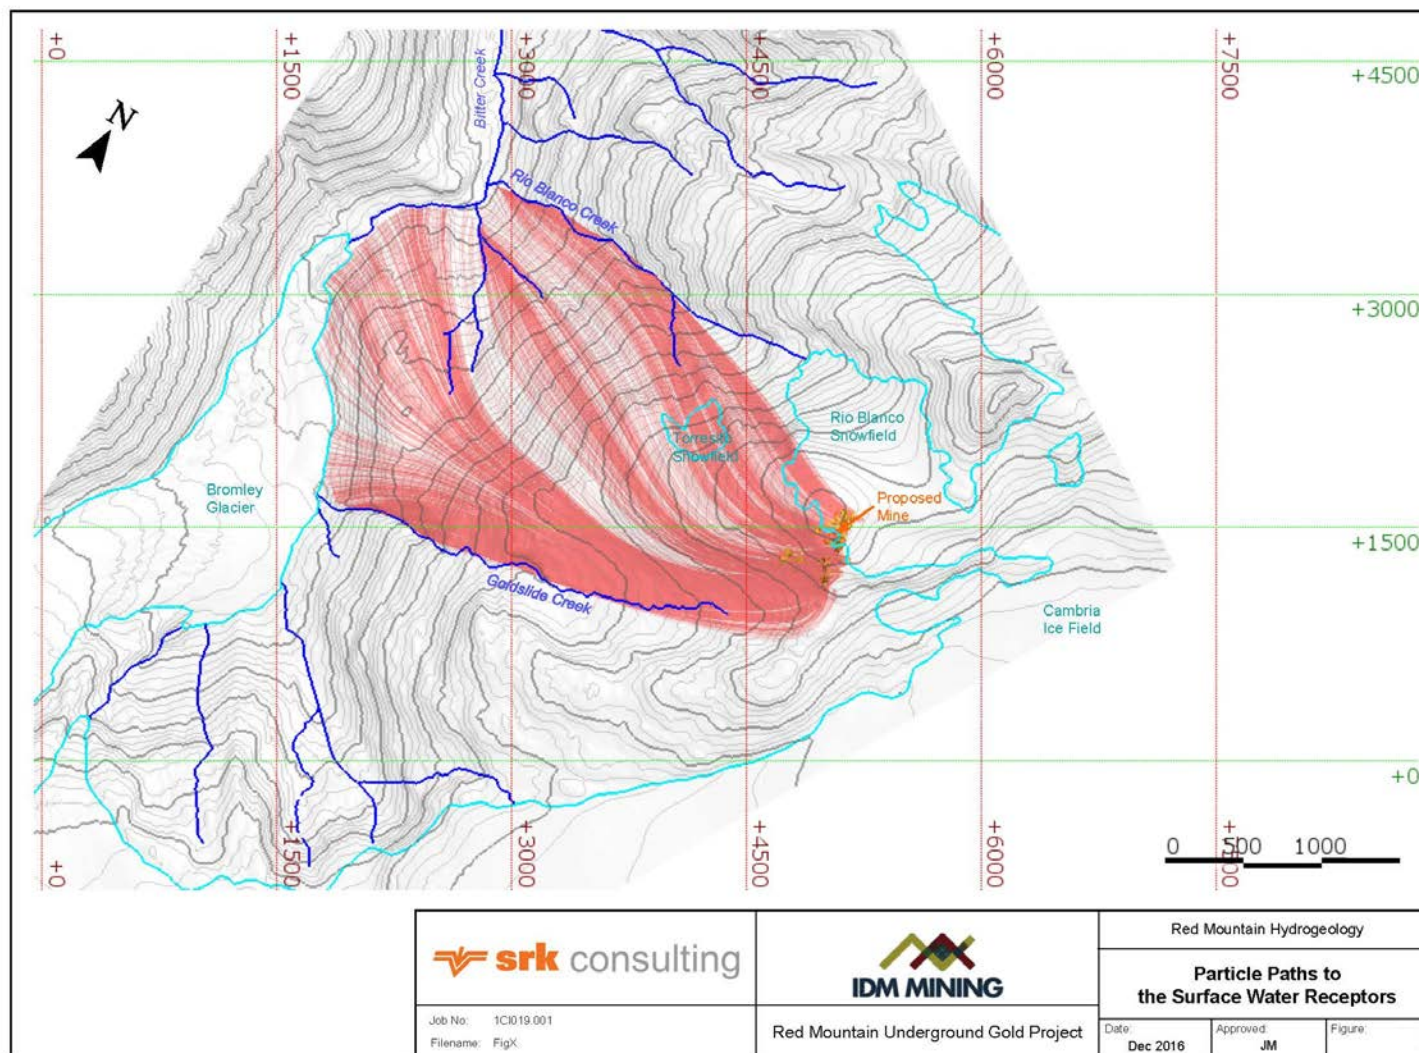 +0
+1500
+3000
+4500
+6000
+7500
+4500
N
Bitter Creek
Rio Blanco Creek
+3000
Torresito
Snowfield
Rio Blanco
Snowfield
Bromley
Glacier
Proposed
Mine
+1500
Goldslide Creek
Cambria
Ice Field
+0
0 500 1000
+0
+1500
+3000
+4500
+6000
srk consulting
IDM MINING
Red Mountain Hydrogeology
Particle Paths to
the Surface Water Receptors
Job No: 1CI019.001
Filename: FigX
Red Mountain Underground Gold Project
Date: Dec 2016
Approved: JM
Figure: